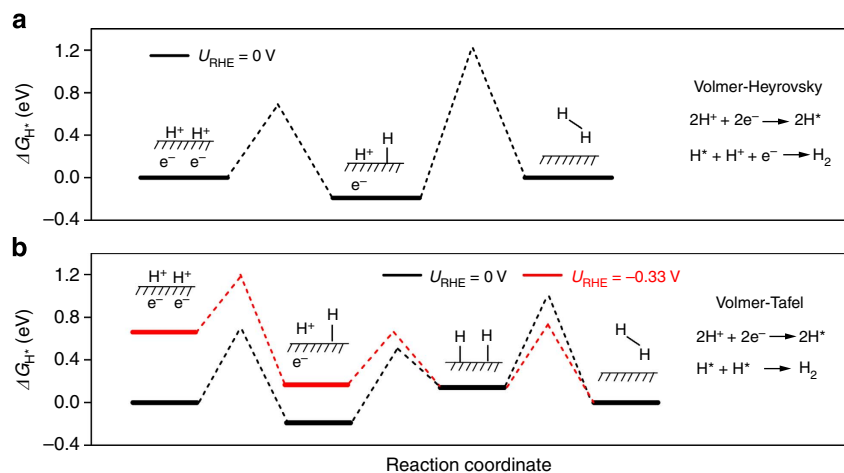 a
U_RHE = 0 V
Volmer-Heyrovsky
2H⁺ + 2e⁻ → 2H*
H* + H⁺ + e⁻ → H₂
ΔG_H* (eV)
1.2
0.8
0.4
0.0
–0.4
H⁺ H⁺
e⁻ e⁻
H
H⁺
e⁻
H
H
b
U_RHE = 0 V
U_RHE = –0.33 V
Volmer-Tafel
2H⁺ + 2e⁻ → 2H*
H* + H* → H₂
ΔG_H* (eV)
1.2
0.8
0.4
0.0
–0.4
H⁺ H⁺
e⁻ e⁻
H
H⁺
e⁻
H H
H
H
Reaction coordinate